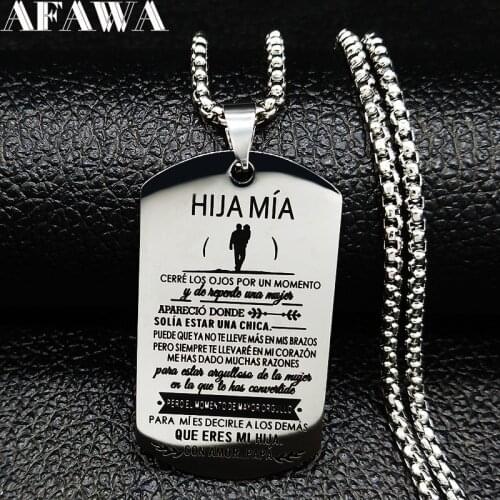 AFAWA
HIJA MÍA
( )
CERRÉ LOS OJOS POR UN MOMENTO
y de repente una mujer
APARECIÓ DONDE
SOLÍA ESTAR UNA CHICA.
PUEDE QUE YA NO TE LLEVE MÁS EN MIS BRAZOS
PERO SIEMPRE TE LLEVARÉ EN MI CORAZÓN
ME HAS DADO MUCHAS RAZONES
para estar orgulloso de la mujer
en la que te has convertido
PERO EL MOMENTO DE MAYOR ORGULLO
PARA MÍ ES DECIRLE A LOS DEMÁS
QUE ERES MI HIJA.
CON AMOR, PAPÁ